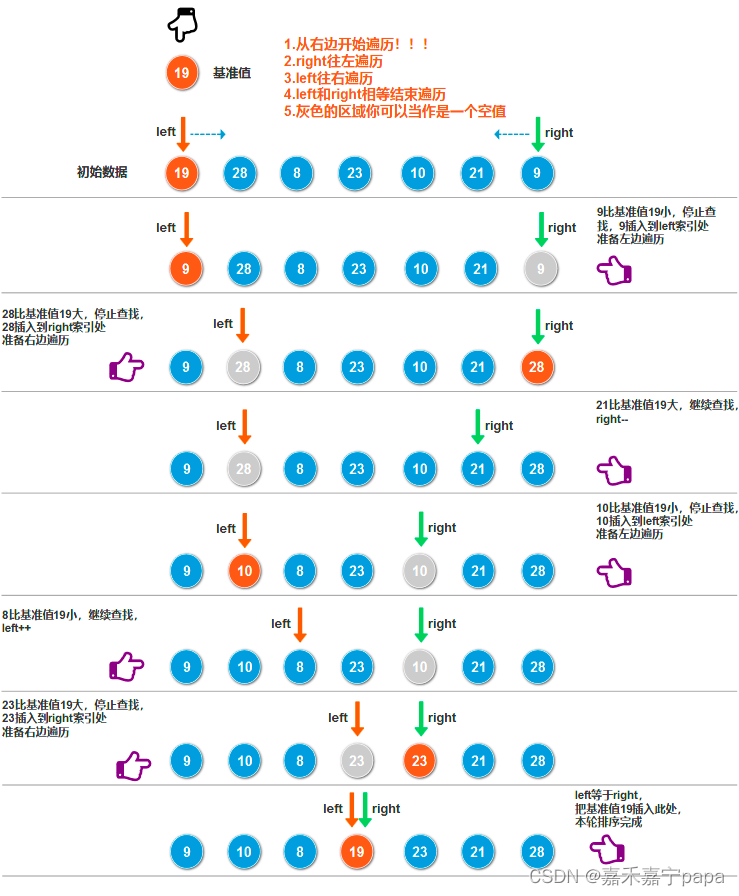 1.从右边开始遍历！！！
2.right往左遍历
3.left往右遍历
4.left和right相等结束遍历
5.灰色的区域你可以当作是一个空值
19 基准值
left right
初始数据 19 28 8 23 10 21 9
9比基准值19小，停止查
找，9插入到left索引处
准备左边遍历
left right
9 28 8 23 10 21 9
28比基准值19大，停止查找，
28插入到right索引处
准备右边遍历
left right
9 28 8 23 10 21 28
21比基准值19大，继续查找，
right--
left right
9 28 8 23 10 21 28
10比基准值19小，停止查找，
10插入到left索引处
准备左边遍历
left right
9 10 8 23 10 21 28
8比基准值19小，继续查找，
left++
left right
9 10 8 23 10 21 28
23比基准值19大，停止查找，
23插入到right索引处
准备右边遍历
left right
9 10 8 23 23 21 28
left等于right，
把基准值19插入此处，
本轮排序完成
left right
9 10 8 19 23 21 28
CSDN @嘉禾嘉宁papa